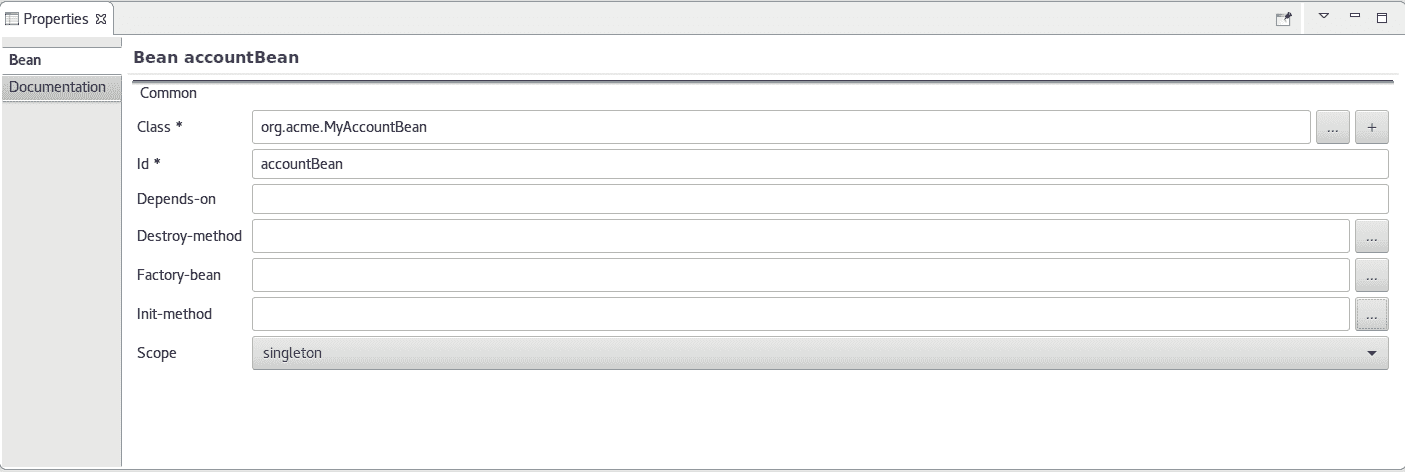 Properties
Bean
Documentation
Bean accountBean
Common
Class * org.acme.MyAccountBean ... +
Id * accountBean
Depends-on
Destroy-method ...
Factory-bean ...
Init-method ...
Scope singleton